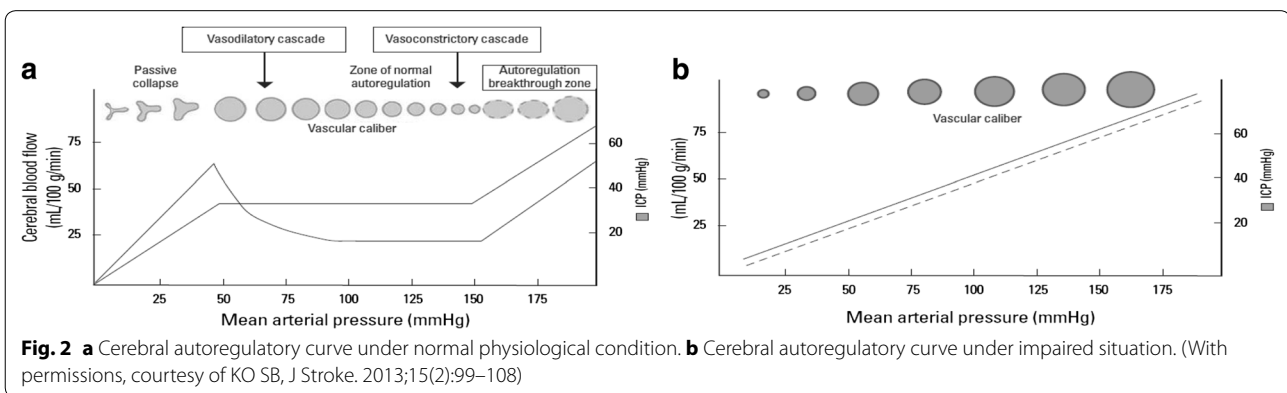 Vasodilatory cascade
Vasoconstrictory cascade
a
Passive
collapse
Zone of normal
autoregulation
Autoregulation
breakthrough zone
Vascular caliber
Cerebral blood flow
(mL/100 g/min)
75
50
25
60
40
20
ICP (mmHg)
25 50 75 100 125 150 175
Mean arterial pressure (mmHg)
b
Vascular caliber
(mL/100 g/min)
75
50
25
60
40
20
ICP (mmHg)
25 50 75 100 125 150 175
Mean arterial pressure (mmHg)
Fig. 2 a Cerebral autoregulatory curve under normal physiological condition. b Cerebral autoregulatory curve under impaired situation. (With
permissions, courtesy of KO SB, J Stroke. 2013;15(2):99–108)